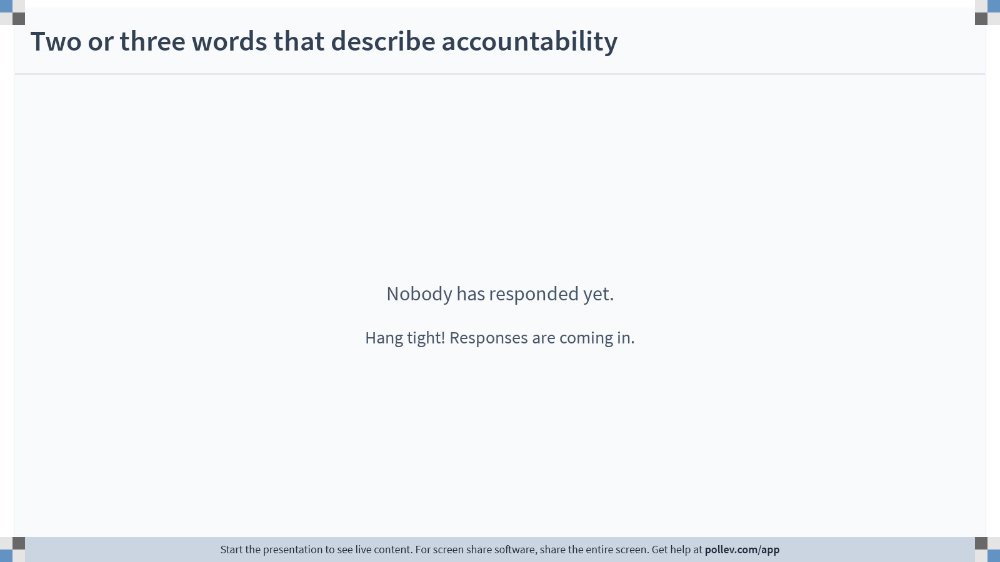 Two or three words that describe accountability
Nobody has responded yet.
Hang tight! Responses are coming in.
Start the presentation to see live content. For screen share software, share the entire screen. Get help at pollev.com/app